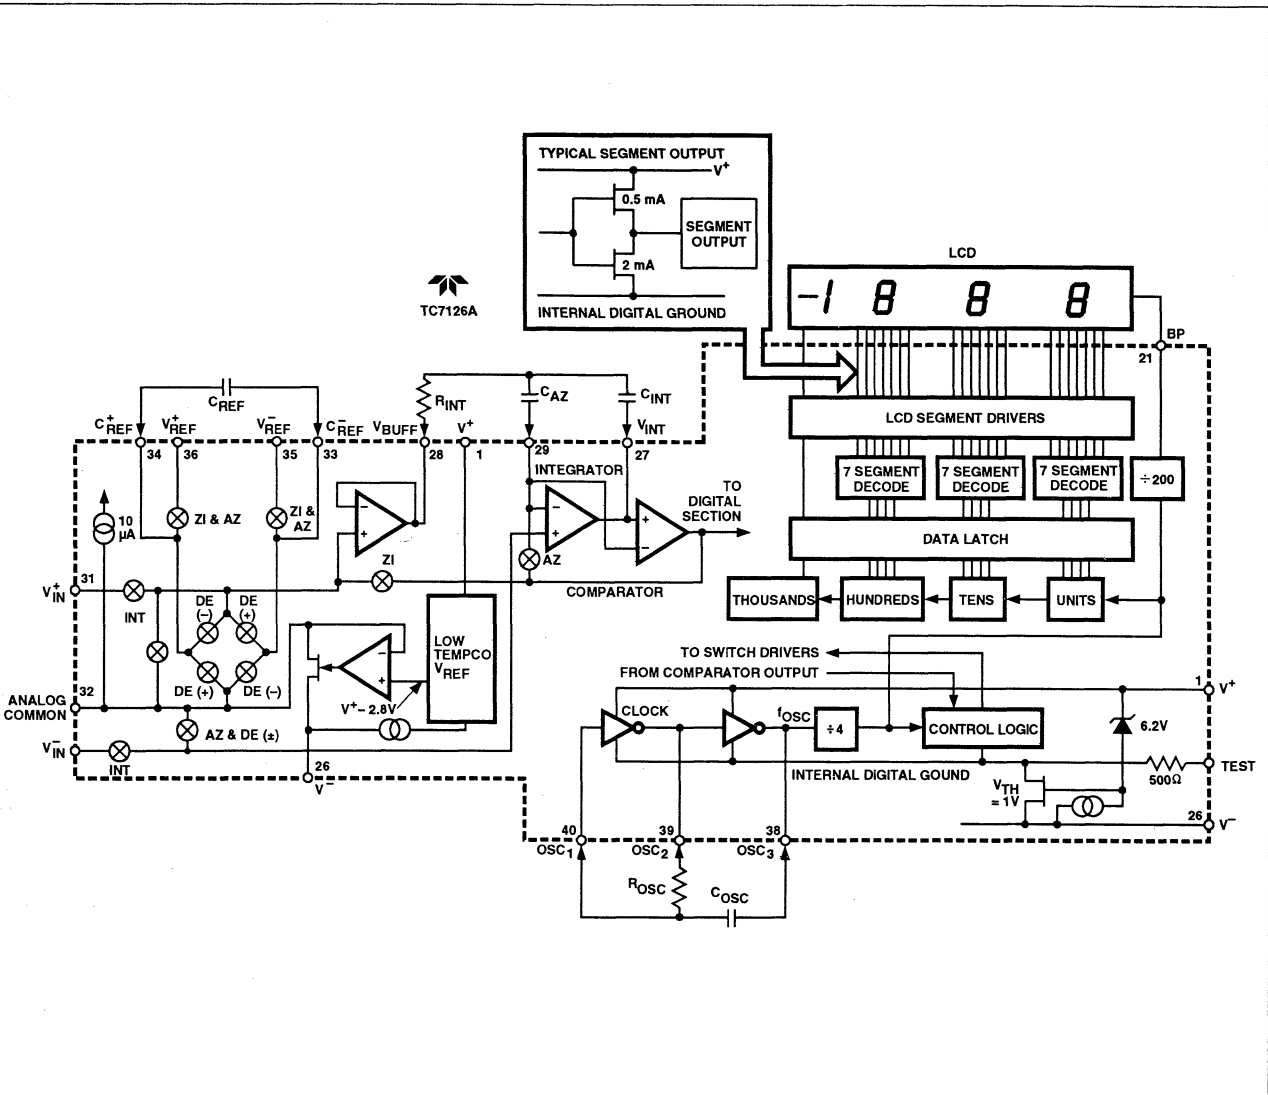 TYPICAL SEGMENT OUTPUT
V+
0.5 mA
SEGMENT
OUTPUT
2 mA
INTERNAL DIGITAL GROUND
TC7126A
LCD
–1 8 8 8
BP
21
LCD SEGMENT DRIVERS
7 SEGMENT
DECODE
7 SEGMENT
DECODE
7 SEGMENT
DECODE
÷200
DATA LATCH
THOUSANDS
HUNDREDS
TENS
UNITS
CREF
RINT
CAZ
CINT
C+REF
V+REF
V–REF
C–REF
VBUFF
V+
VINT
34
36
35
33
28
1
29
27
INTEGRATOR
TO
DIGITAL
SECTION
10
µA
ZI & AZ
ZI &
AZ
ZI
AZ
COMPARATOR
V+IN
31
INT
DE
(–)
DE
(+)
DE (+)
DE (–)
LOW
TEMPCO
VREF
V+ – 2.8V
ANALOG
COMMON
32
AZ & DE (±)
V–IN
INT
26
V–
TO SWITCH DRIVERS
FROM COMPARATOR OUTPUT
CLOCK
fOSC
÷4
CONTROL LOGIC
1
V+
6.2V
INTERNAL DIGITAL GOUND
TEST
500Ω
VTH
≈ 1V
26
V–
40
39
38
OSC1
OSC2
OSC3
ROSC
COSC